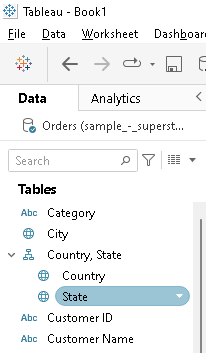 Tableau - Book1
File Data Worksheet Dashboar
Data Analytics
Orders (sample_-_superst...
Search
Tables
Abc Category
City
Country, State
Country
State
Abc Customer ID
Abc Customer Name